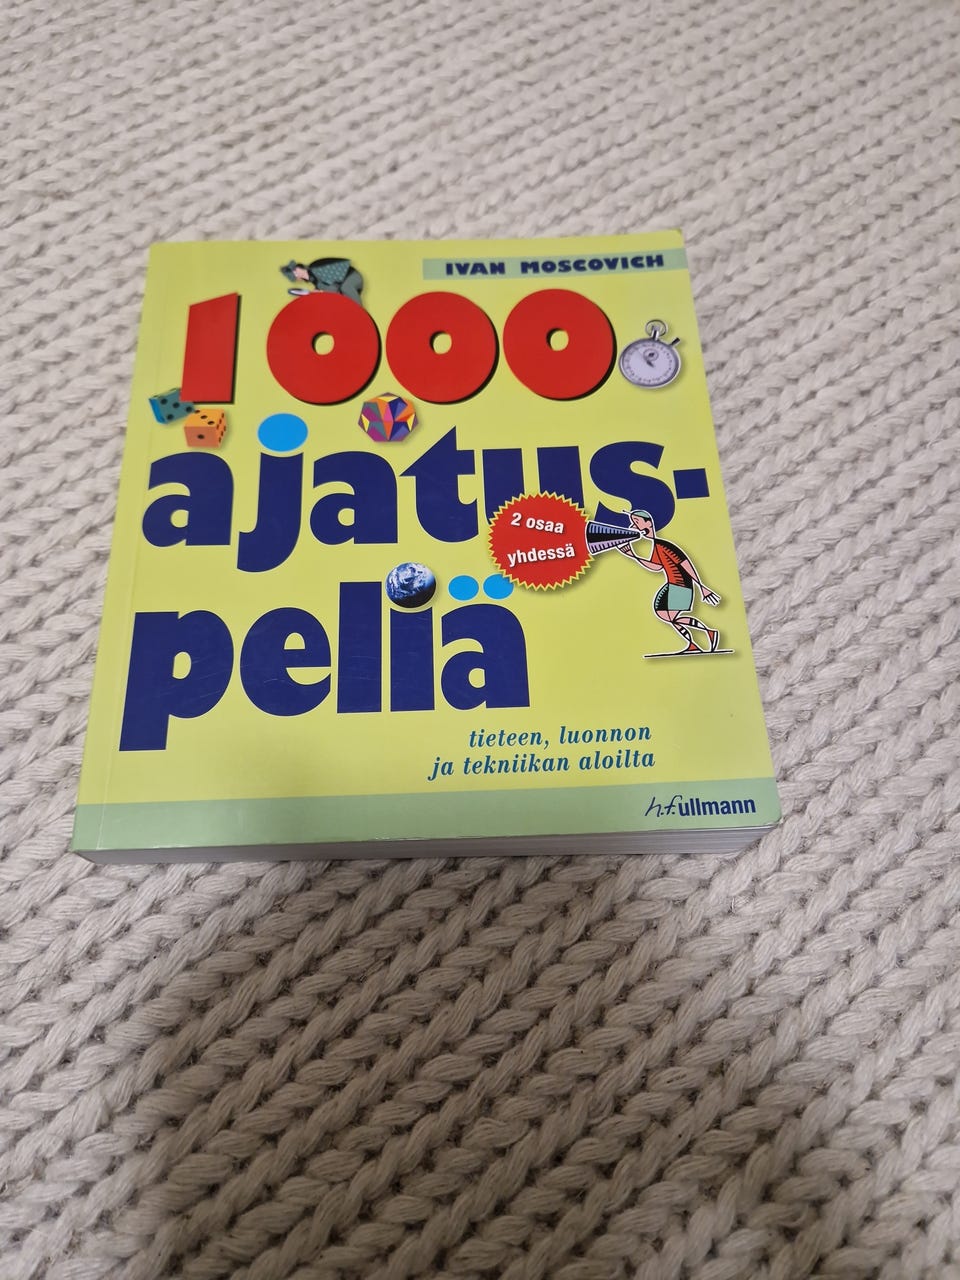 IVAN MOSCOVICH
1000
ajatus-
peliä
2 osaa
yhdessä
tieteen, luonnon
ja tekniikan aloilta
h.f.ullmann